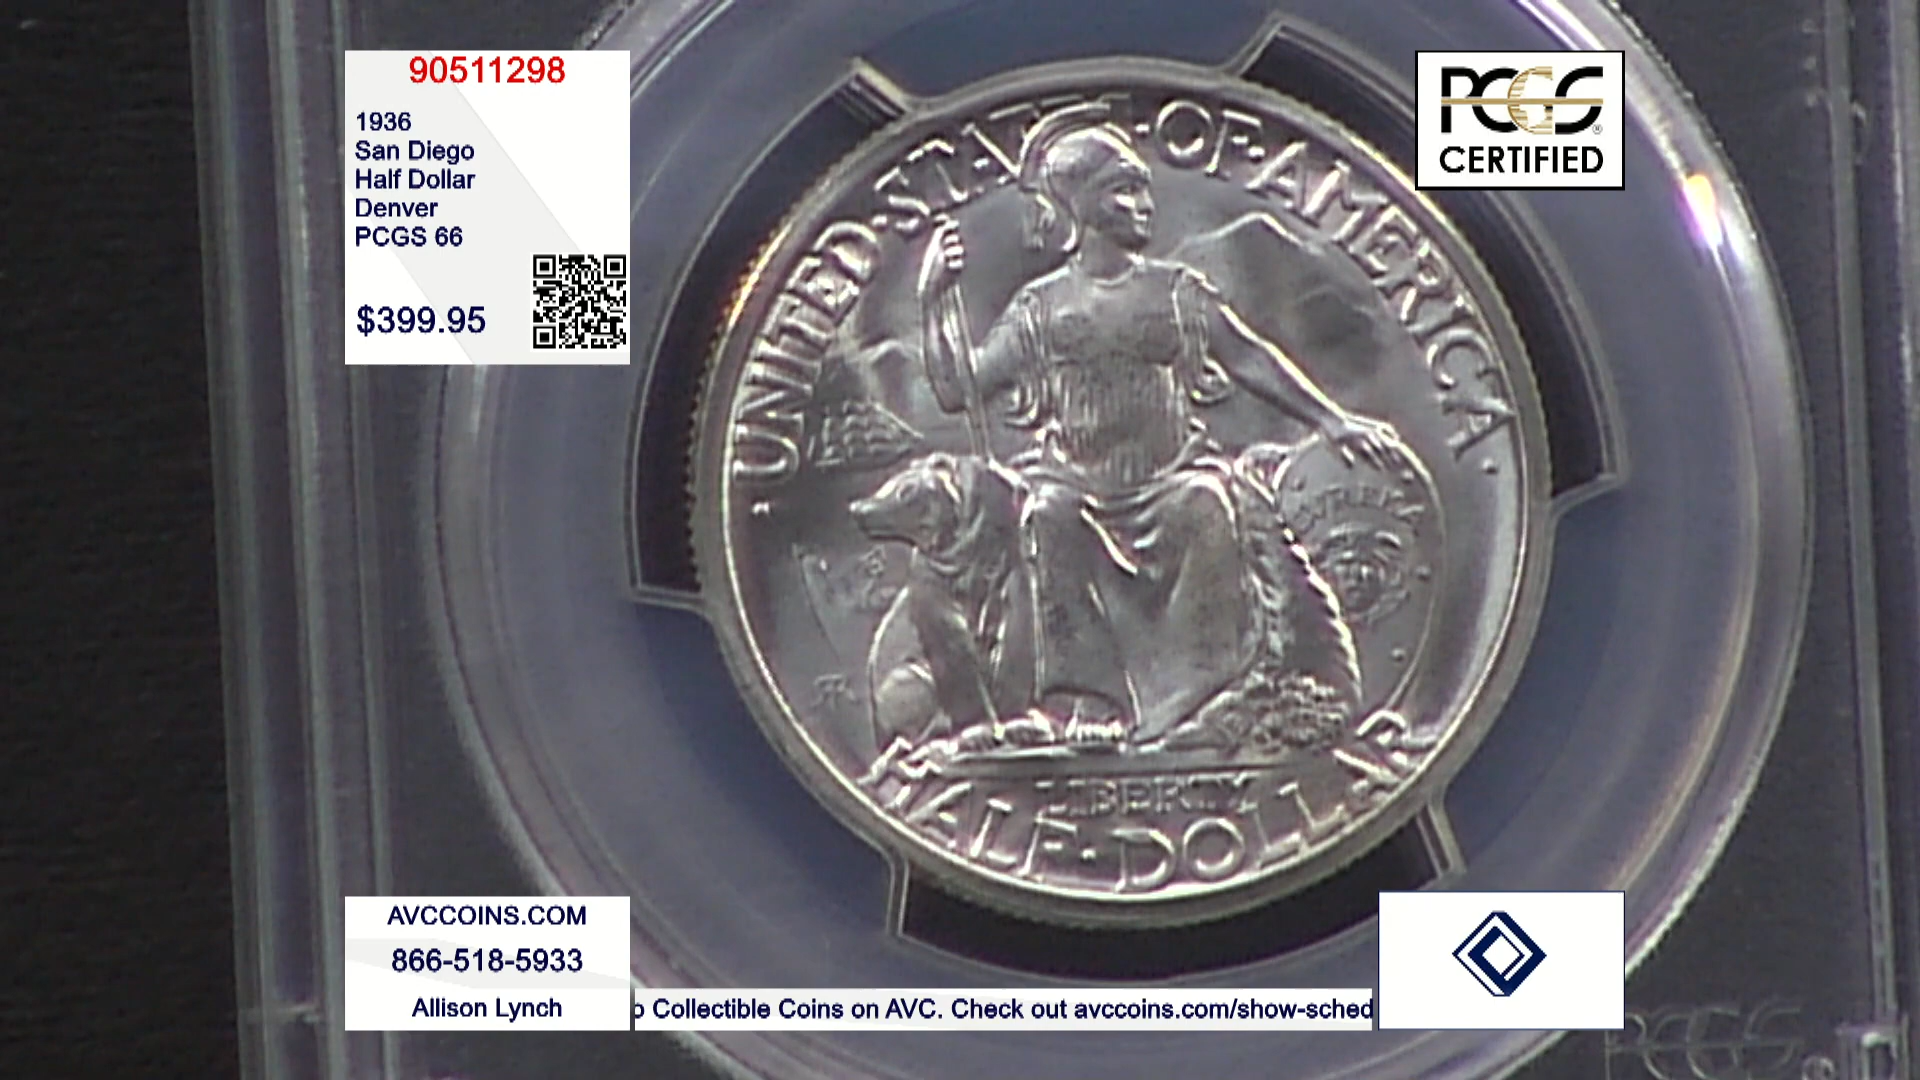 90511298
1936
San Diego
Half Dollar
Denver
PCGS 66
$399.95
PCGS
CERTIFIED
UNITED·STATES·OF·AMERICA·
LIBERTY
HALF·DOLLAR
AVCCOINS.COM
866-518-5933
Allison Lynch
Collectible Coins on AVC. Check out avccoins.com/show-sched
PCGS